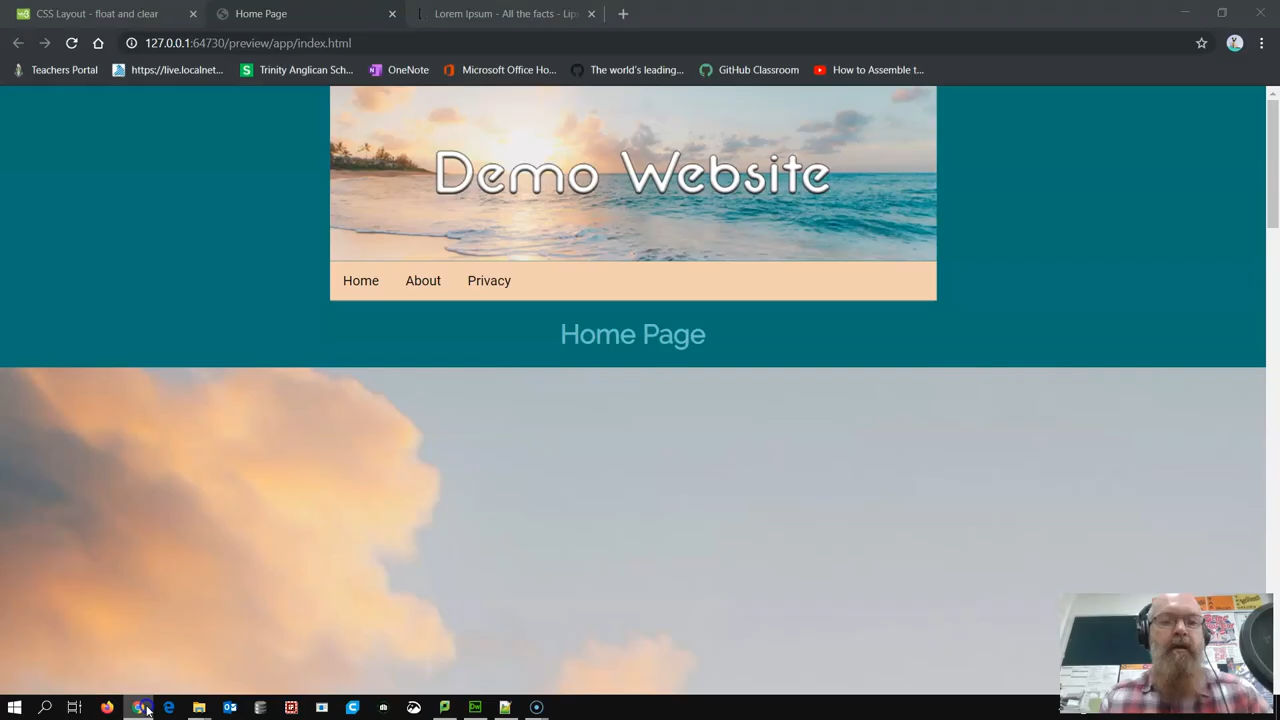 CSS Layout - float and clear
Home Page
Lorem Ipsum - All the facts - Lip
127.0.0.1:64730/preview/app/index.html
Teachers Portal
https://live.localnet...
Trinity Anglican Sch...
OneNote
Microsoft Office Ho...
The world's leading...
GitHub Classroom
How to Assemble t...
Demo Website
Home
About
Privacy
Home Page